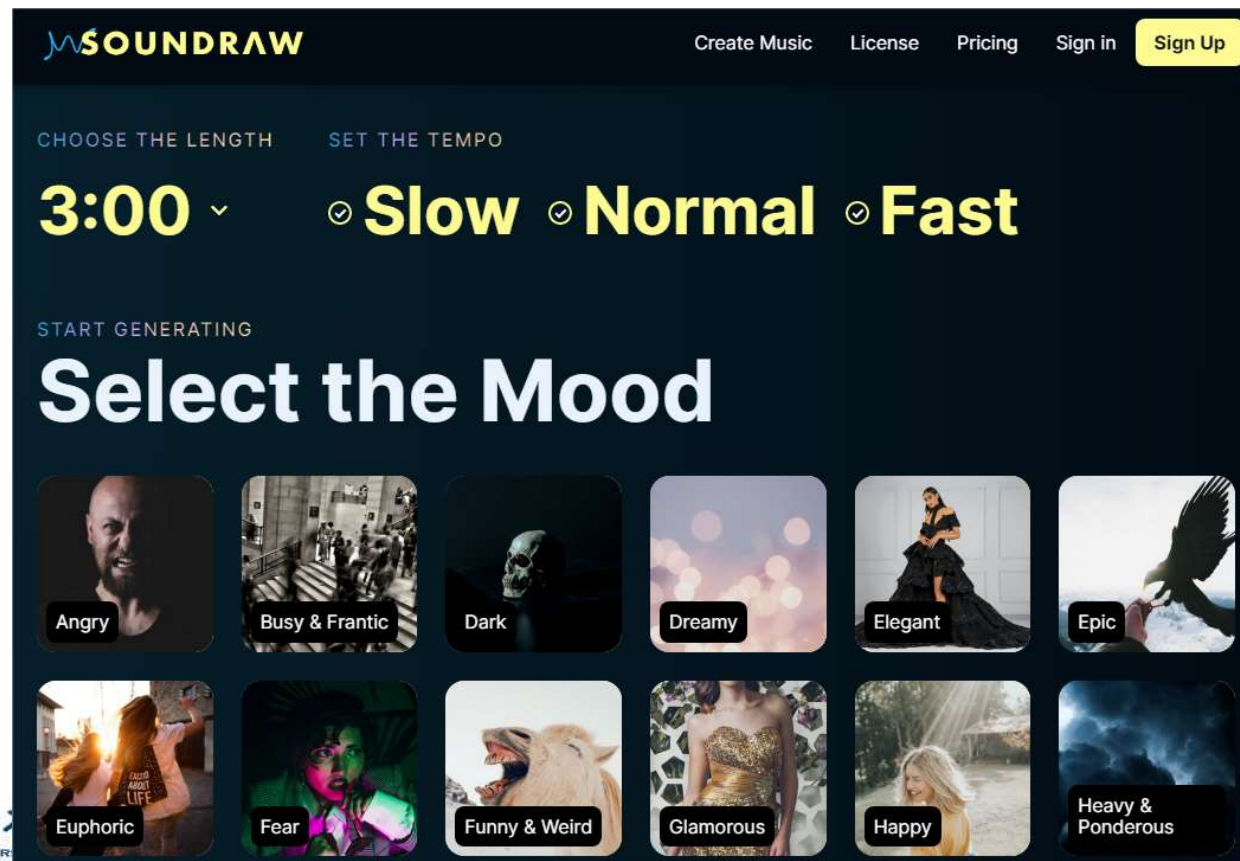 SOUNDRAW
Create Music License Pricing Sign in Sign Up
CHOOSE THE LENGTH SET THE TEMPO
3:00 Slow Normal Fast
START GENERATING
Select the Mood
Angry Busy & Frantic Dark Dreamy Elegant Epic
LIFE
Euphoric Fear Funny & Weird Glamorous Happy Heavy &
Ponderous